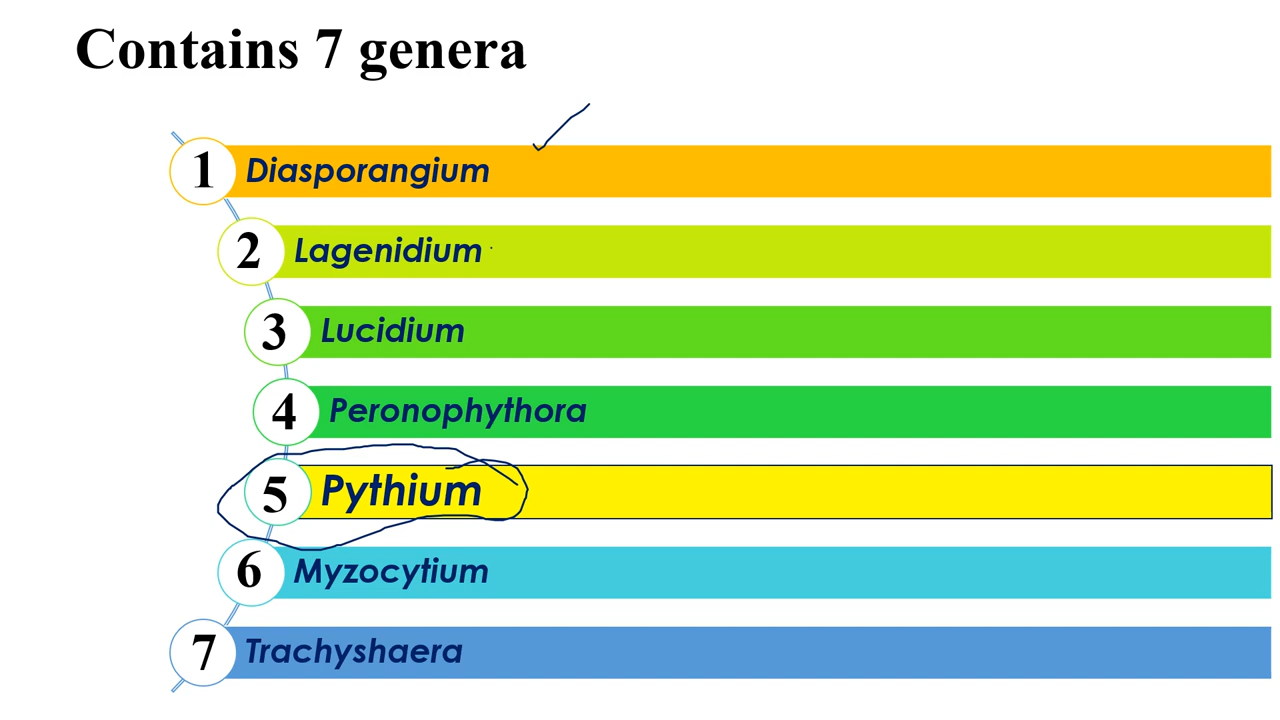 Contains 7 genera
1 Diasporangium
2 Lagenidium
3 Lucidium
4 Peronophythora
5 Pythium
6 Myzocytium
7 Trachyshaera